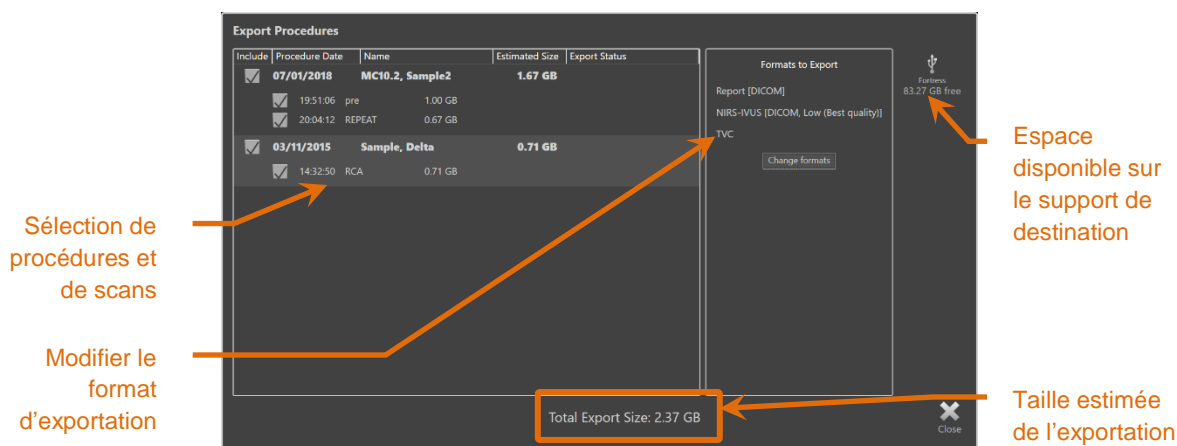 Export Procedures
Include Procedure Date Name Estimated Size Export Status
07/01/2018 MC10.2, Sample2 1.67 GB
19:51:06 pre 1.00 GB
20:04:12 REPEAT 0.67 GB
03/11/2015 Sample, Delta 0.71 GB
14:32:50 RCA 0.71 GB
Formats to Export
Report [DICOM]
NIRS-IVUS [DICOM, Low (Best quality)]
TVC
Change formats
Fortress
83.27 GB free
Total Export Size: 2.37 GB
Close
Sélection de
procédures et
de scans
Modifier le
format
d'exportation
Espace
disponible sur
le support de
destination
Taille estimée
de l'exportation